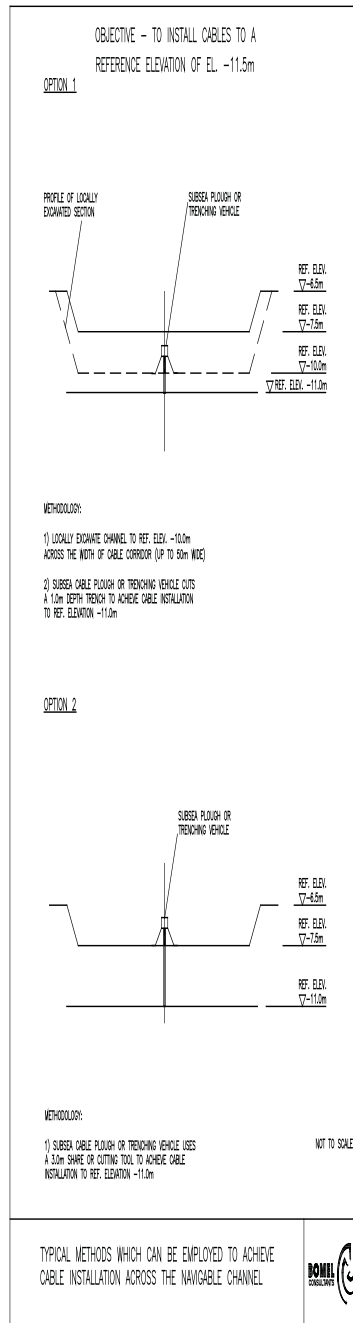 OBJECTIVE - TO INSTALL CABLES TO A
REFERENCE ELEVATION OF EL. -11.5m
OPTION 1
PROFILE OF LOCALLY
EXCAVATED SECTION
SUBSEA PLOUGH OR
TRENCHING VEHICLE
REF. ELEV.
-6.5m
REF. ELEV.
-7.5m
REF. ELEV.
-10.0m
REF. ELEV. -11.0m
METHODOLOGY:
1) LOCALLY EXCAVATE CHANNEL TO REF. ELEV. -10.0m
ACROSS THE WIDTH OF CABLE CORRIDOR (UP TO 50m WIDE)
2) SUBSEA CABLE PLOUGH OR TRENCHING VEHICLE CUTS
A 1.0m DEPTH TRENCH TO ACHIEVE CABLE INSTALLATION
TO REF. ELEVATION -11.0m
OPTION 2
SUBSEA PLOUGH OR
TRENCHING VEHICLE
REF. ELEV.
-6.5m
REF. ELEV.
-7.5m
REF. ELEV.
-11.0m
METHODOLOGY:
1) SUBSEA CABLE PLOUGH OR TRENCHING VEHICLE USES
A 3.0m SHARE OR CUTTING TOOL TO ACHIEVE CABLE
INSTALLATION TO REF. ELEVATION -11.0m
NOT TO SCALE
TYPICAL METHODS WHICH CAN BE EMPLOYED TO ACHIEVE
CABLE INSTALLATION ACROSS THE NAVIGABLE CHANNEL
BOMEL
CONSULTANTS